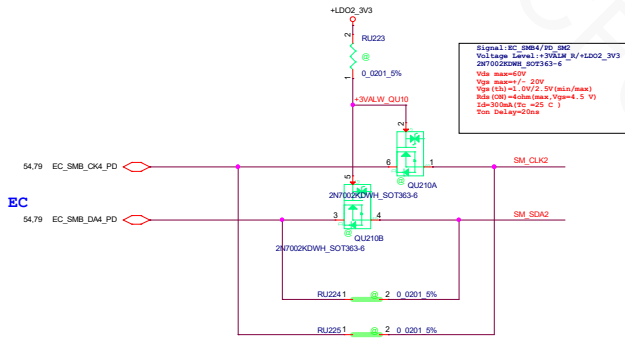 +LDO2_3V3
2
RU223
@
1
0_0201_5%
+3VALW_QU10
Signal:EC_SMB4/PD_SM2
Voltage Level:+3VALW_R/+LDO2_3V3
2N7002KDWH_SOT363-6
Vds max=60V
Vgs max=+/- 20V
Vgs(th)=1.0V/2.5V(min/max)
Rds(ON)=4ohm(max,Vgs=4.5 V)
Id=300mA(Tc =25 C )
Ton Delay=20ns
2
54,79 EC_SMB_CK4_PD
6
1
SM_CLK2
@
QU210A
5
2N7002KDWH_SOT363-6
EC
54,79 EC_SMB_DA4_PD
3
4
SM_SDA2
@
QU210B
2N7002KDWH_SOT363-6
RU224 1 @ 2 0_0201_5%
RU225 1 @ 2 0_0201_5%